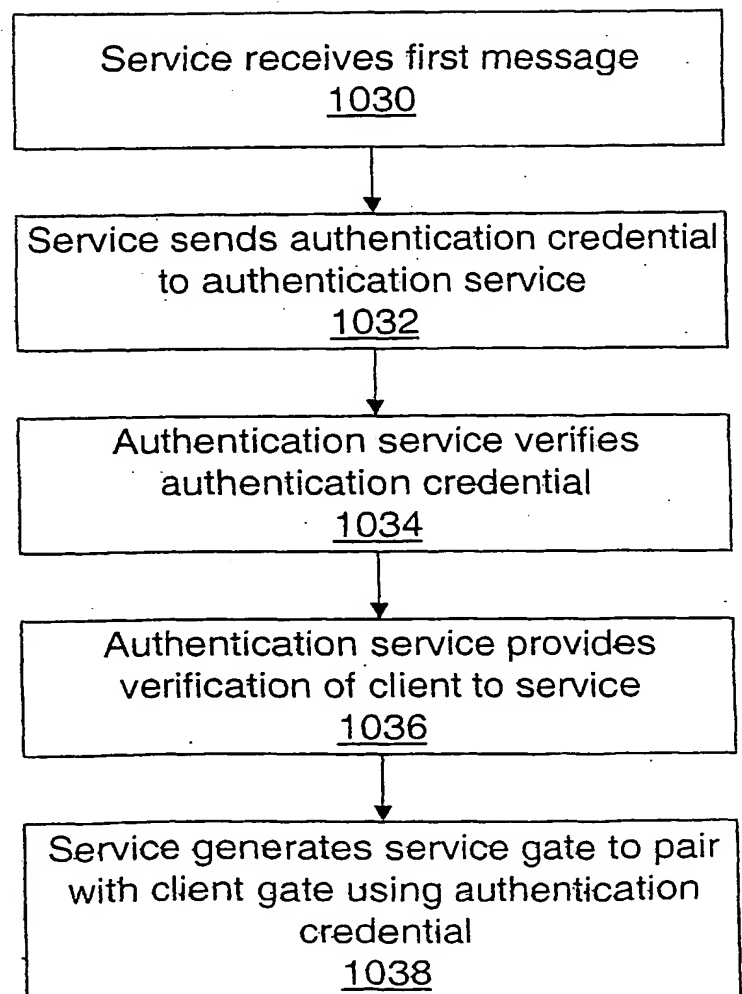 Service receives first message
1030
Service sends authentication credential
to authentication service
1032
Authentication service verifies
authentication credential
1034
Authentication service provides
verification of client to service
1036
Service generates service gate to pair
with client gate using authentication
credential
1038